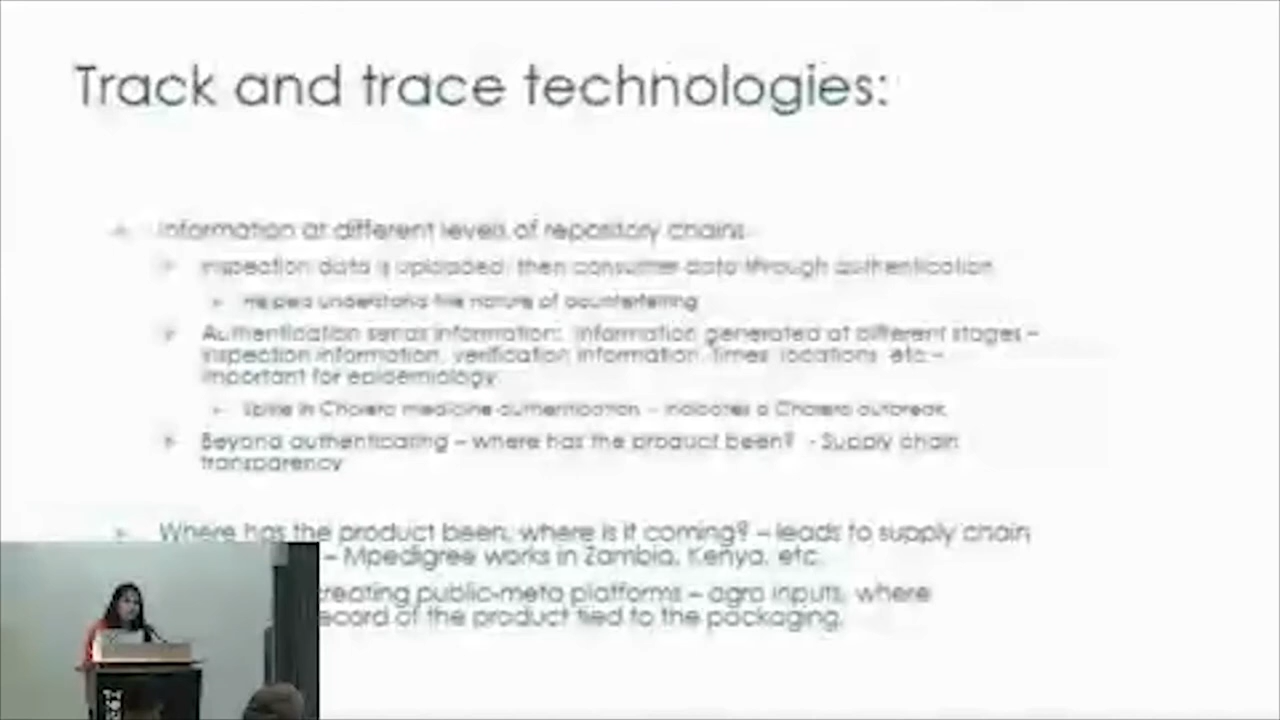 Track and trace technologies:
Information at different levels of repository chains
Inspection data is uploaded, then consumer data through authentication
Helped understand the nature of counterfeiting
Authentication sends information: Information generated at different stages –
inspection information, verification information, times, locations, etc –
important for epidemiology
Spike in Cholera medicine authentication – indicates a Cholera outbreak
Beyond authenticating – where has the product been? - Supply chain
transparency
Where has the product been, where is it coming? – leads to supply chain
– Mpedigree works in Zambia, Kenya, etc
creating public-meta platforms – agro inputs, where
record of the product tied to the packaging.